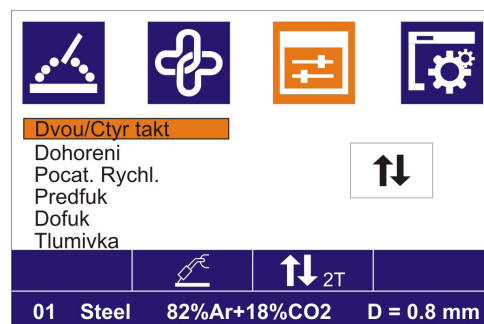 Dvou/Ctyr takt
Dohoreni
Pocat. Rychl.
Predfuk
Dofuk
Tlumivka
2T
01 Steel 82%Ar+18%CO2 D = 0.8 mm